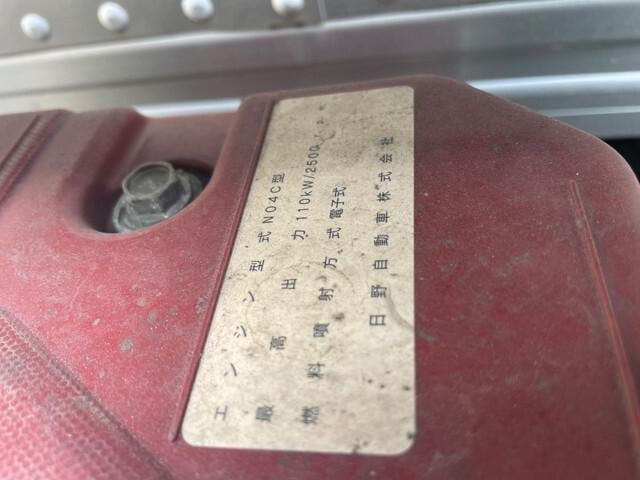 エンジン型式 N04C型
最高出力 110kW/2500
燃料噴射方式 電子式
日野自動車株式会社